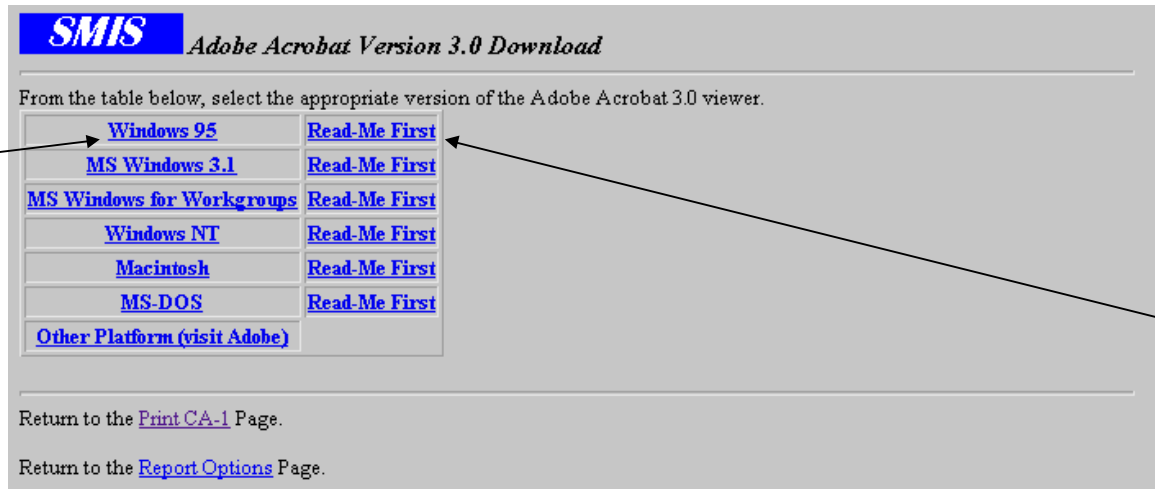 SMIS Adobe Acrobat Version 3.0 Download
From the table below, select the appropriate version of the Adobe Acrobat 3.0 viewer.
Windows 95 Read-Me First
MS Windows 3.1 Read-Me First
MS Windows for Workgroups Read-Me First
Windows NT Read-Me First
Macintosh Read-Me First
MS-DOS Read-Me First
Other Platform (visit Adobe)
Return to the Print CA-1 Page.
Return to the Report Options Page.